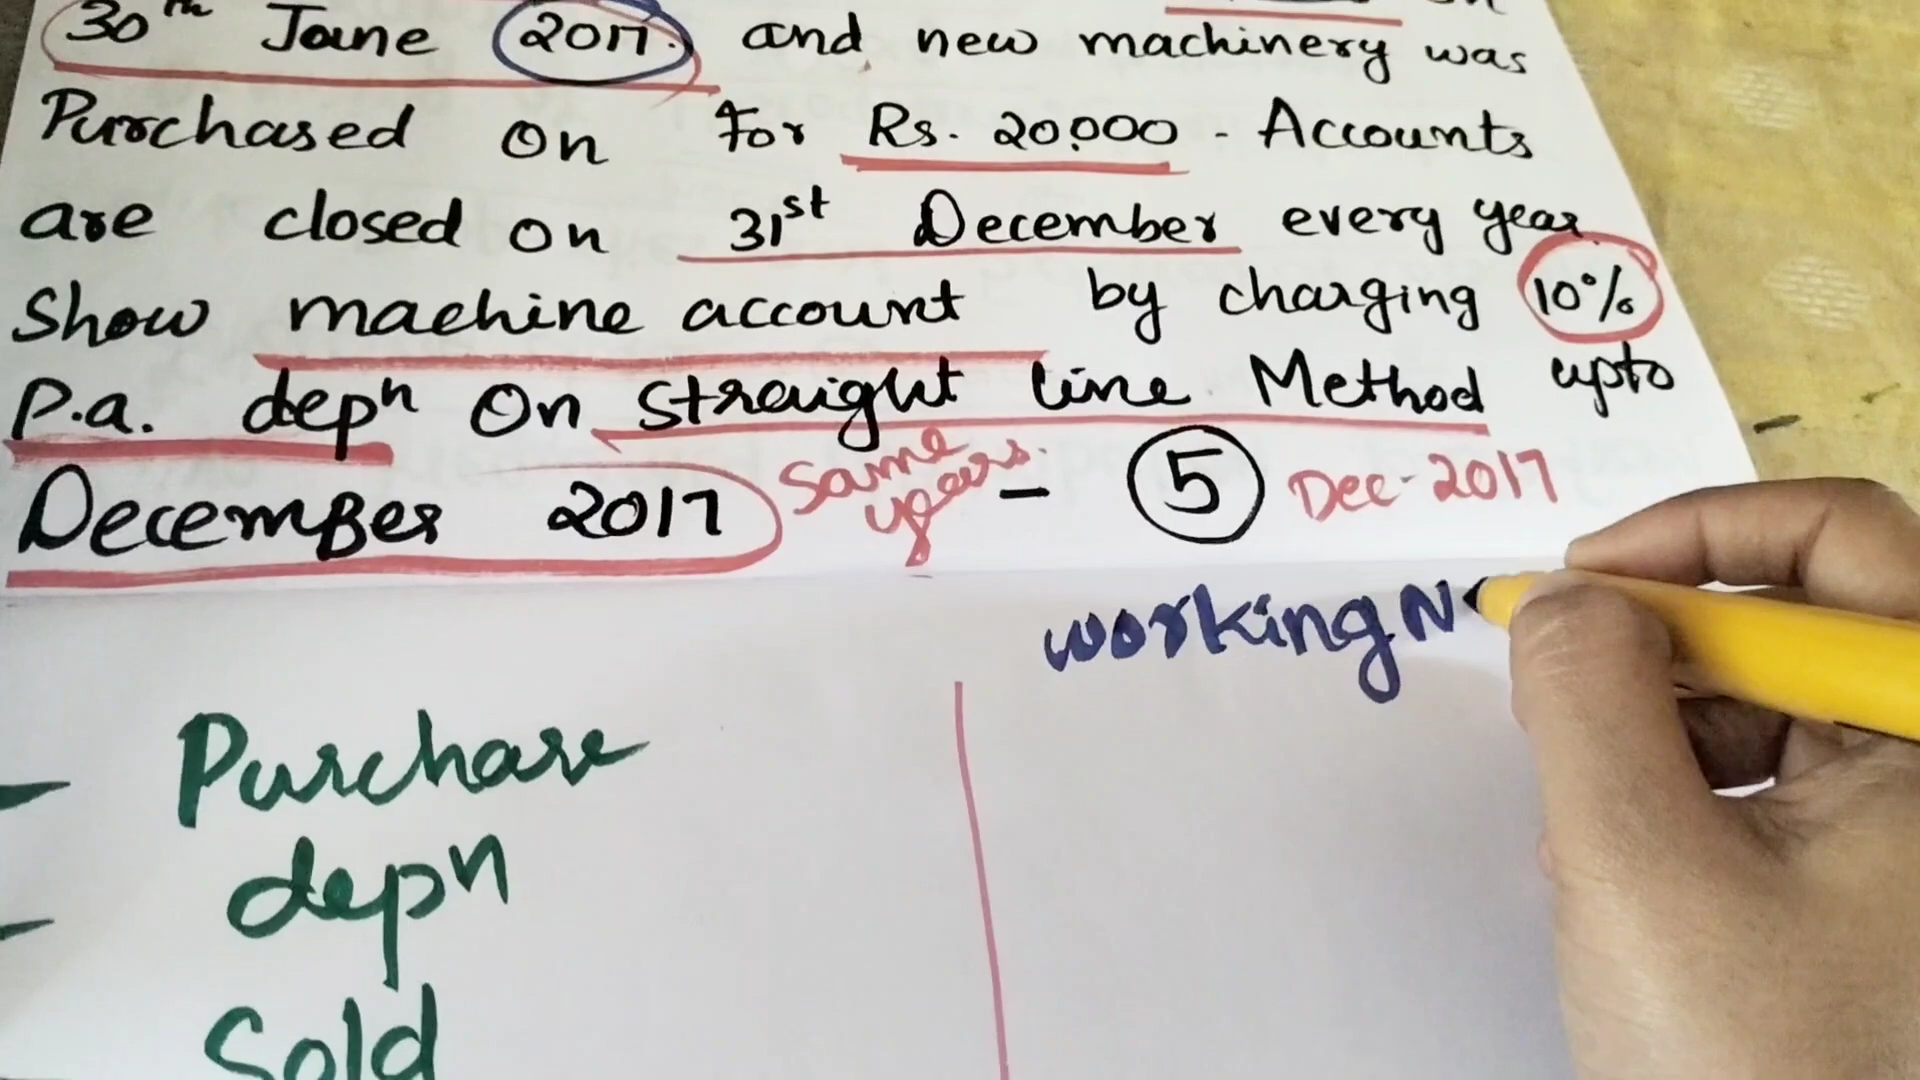 30th June 2017. and new machinery was
Purchased on for Rs. 20,000 - Accounts
are closed on 31st December every year.
Show machine account by charging 10%
P.a. depn on straight line Method upto
December 2017 Same years. - 5 Dec-2017
working N
Purchase
depn
Sold